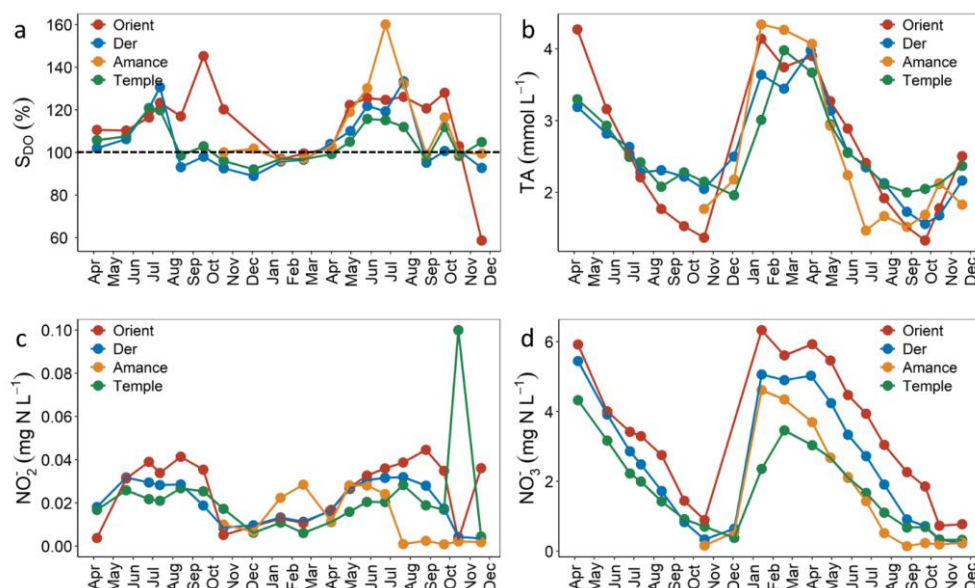 a
Orient
Der
Amance
Temple
S_DO (%)
160
140
120
100
80
60
Apr May Jun Jul Aug Sep Oct Nov Dec Jan Feb Mar Apr May Jun Jul Aug Sep Oct Nov Dec
b
Orient
Der
Amance
Temple
TA (mmol L⁻¹)
4
3
2
Apr May Jun Jul Aug Sep Oct Nov Dec Jan Feb Mar Apr May Jun Jul Aug Sep Oct Nov Dec
c
Orient
Der
Amance
Temple
NO₂⁻ (mg N L⁻¹)
0.10
0.08
0.06
0.04
0.02
0.00
Apr May Jun Jul Aug Sep Oct Nov Dec Jan Feb Mar Apr May Jun Jul Aug Sep Oct Nov Dec
d
Orient
Der
Amance
Temple
NO₃⁻ (mg N L⁻¹)
6
4
2
0
Apr May Jun Jul Aug Sep Oct Nov Dec Jan Feb Mar Apr May Jun Jul Aug Sep Oct Nov Dec